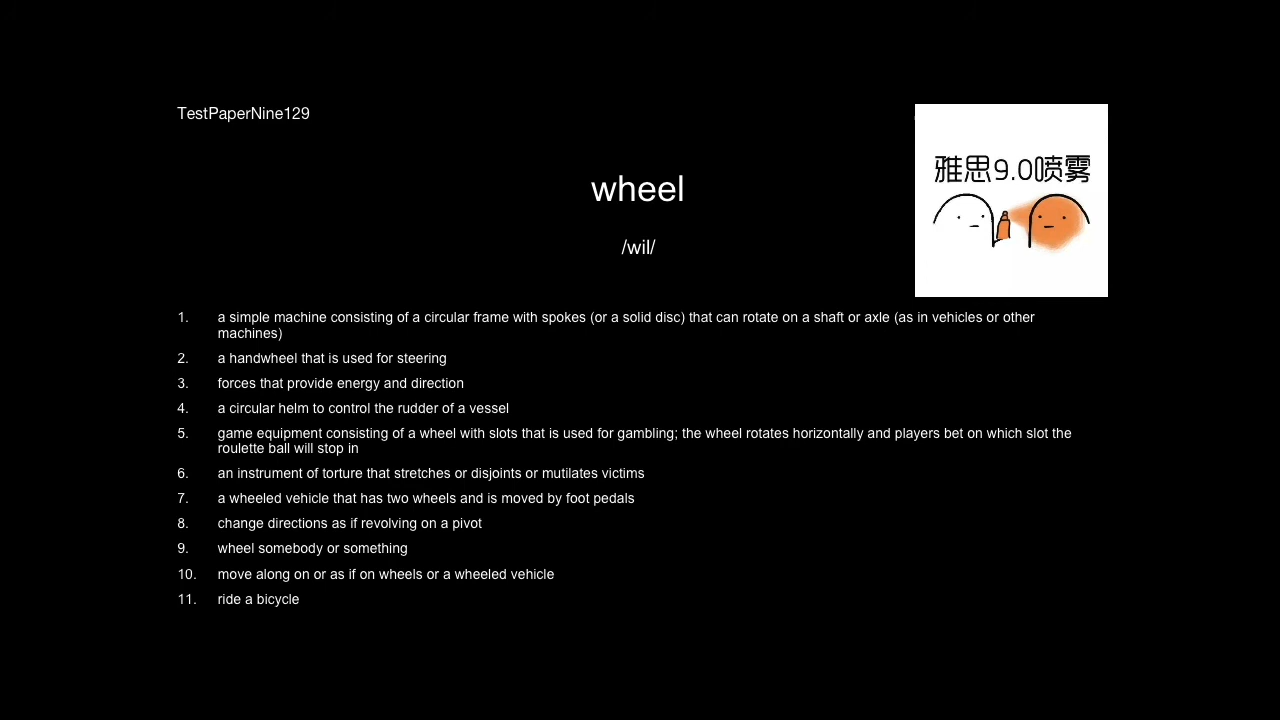 TestPaperNine129
雅思9.0喷雾
wheel
/wil/
1. a simple machine consisting of a circular frame with spokes (or a solid disc) that can rotate on a shaft or axle (as in vehicles or other
machines)
2. a handwheel that is used for steering
3. forces that provide energy and direction
4. a circular helm to control the rudder of a vessel
5. game equipment consisting of a wheel with slots that is used for gambling; the wheel rotates horizontally and players bet on which slot the
roulette ball will stop in
6. an instrument of torture that stretches or disjoints or mutilates victims
7. a wheeled vehicle that has two wheels and is moved by foot pedals
8. change directions as if revolving on a pivot
9. wheel somebody or something
10. move along on or as if on wheels or a wheeled vehicle
11. ride a bicycle